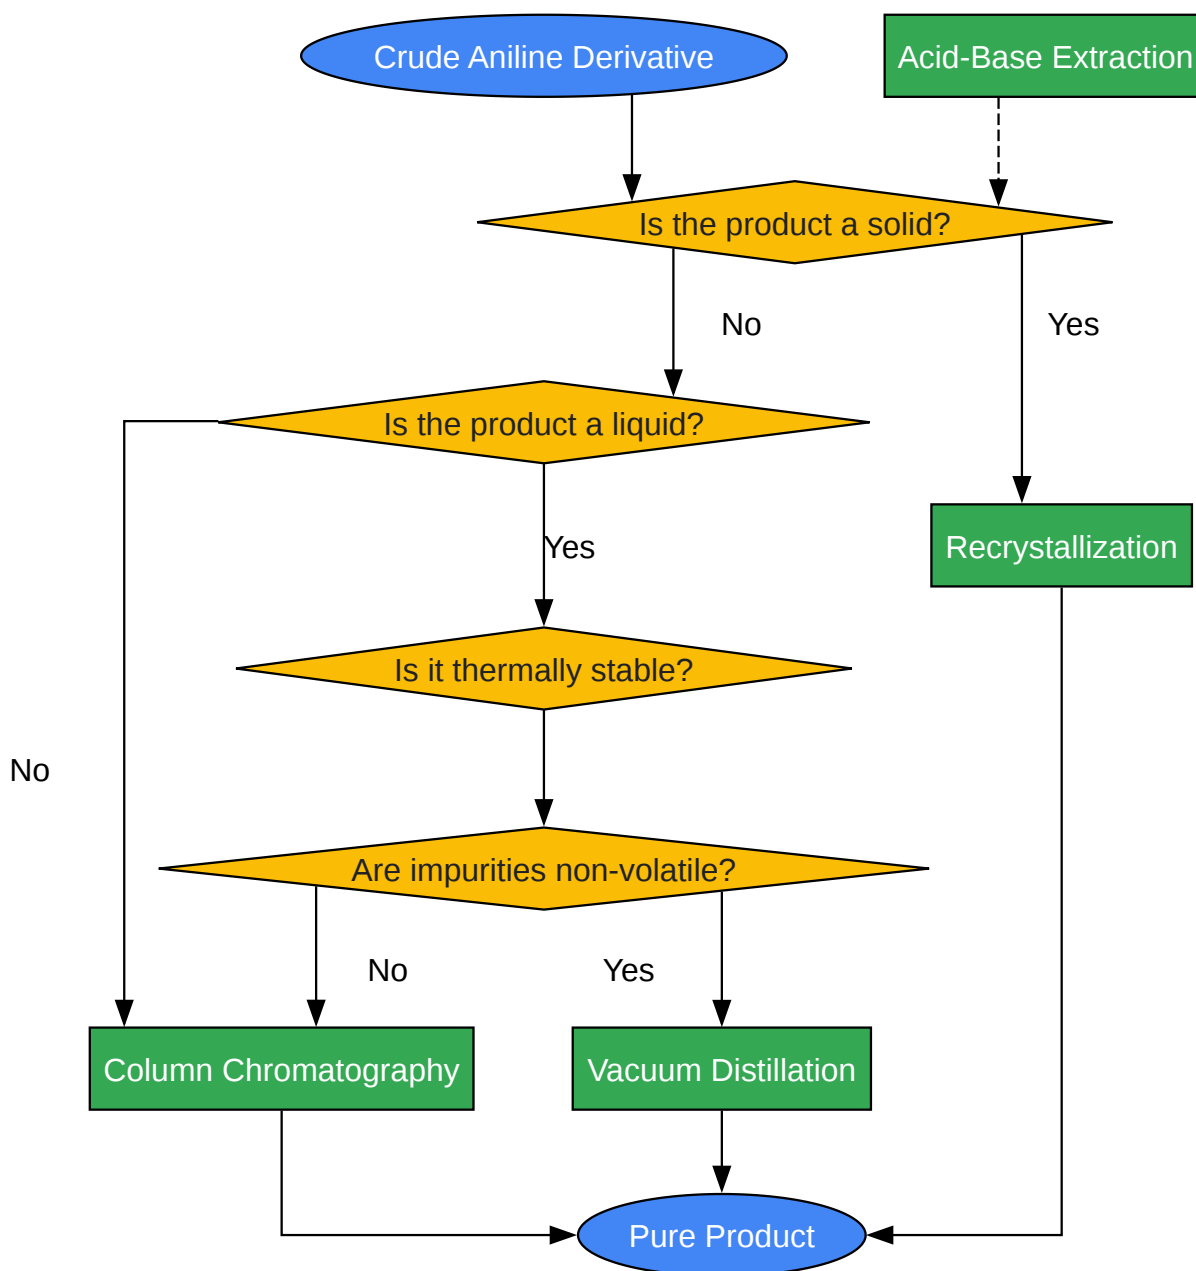 Crude Aniline Derivative
Acid-Base Extraction
Is the product a solid?
No
Yes
Is the product a liquid?
Yes
Recrystallization
Is it thermally stable?
No
Are impurities non-volatile?
No
Yes
Column Chromatography
Vacuum Distillation
Pure Product